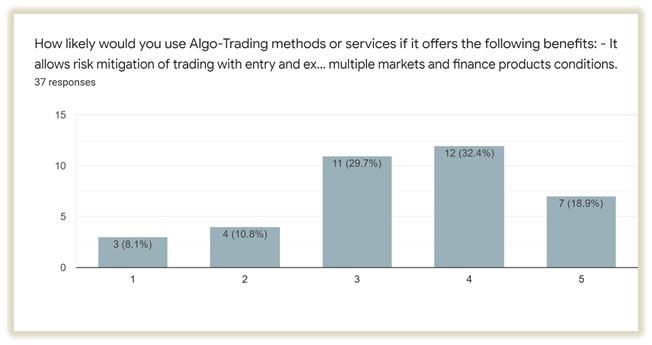 How likely would you use Algo-Trading methods or services if it offers the following benefits: - It
allows risk mitigation of trading with entry and ex... multiple markets and finance products conditions.
37 responses
15
10
5
0
3 (8.1%)
4 (10.8%)
11 (29.7%)
12 (32.4%)
7 (18.9%)
1 2 3 4 5